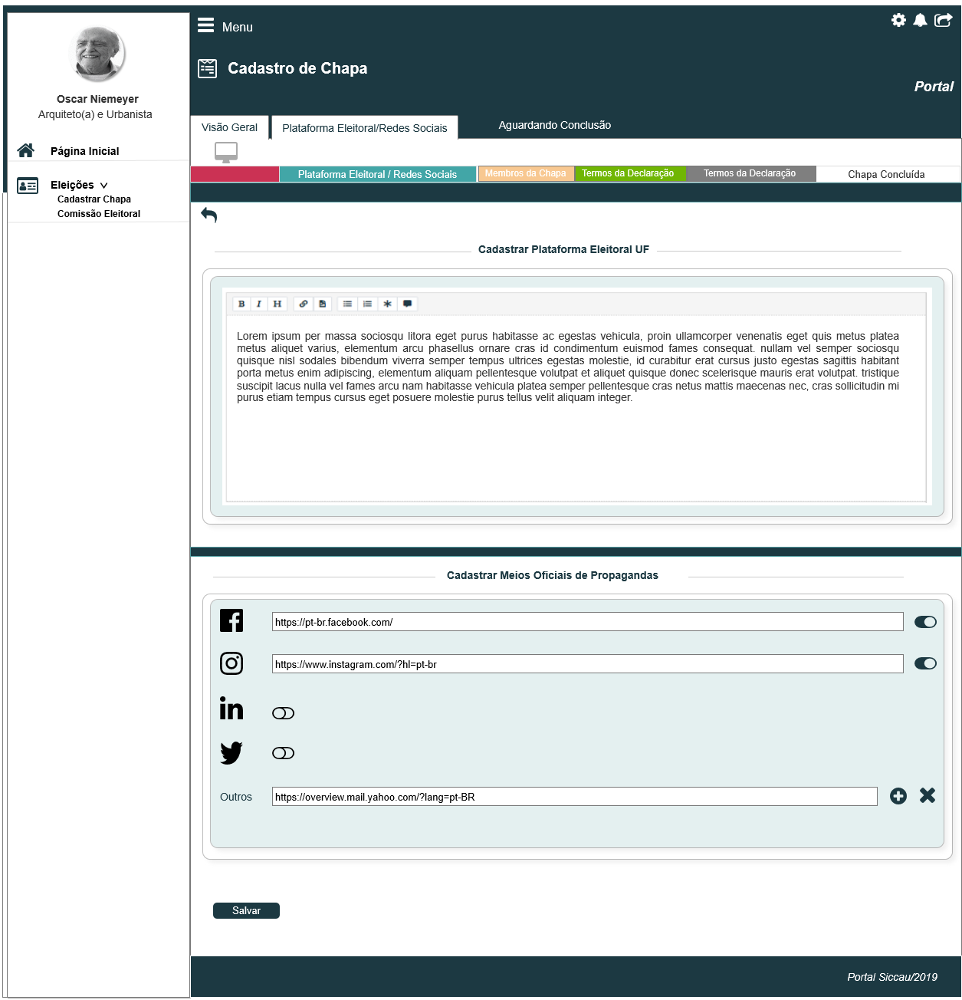 Menu
Cadastro de Chapa
Portal
Oscar Niemeyer
Arquiteto(a) e Urbanista
Página Inicial
Eleições
Cadastrar Chapa
Comissão Eleitoral
Visão Geral
Plataforma Eleitoral/Redes Sociais
Aguardando Conclusão
Plataforma Eleitoral / Redes Sociais
Membros da Chapa
Termos da Declaração
Termos da Declaração
Chapa Concluída
Cadastrar Plataforma Eleitoral UF
B I H
Lorem ipsum per massa sociosqu litora eget purus habitasse ac egestas vehicula, proin ullamcorper venenatis eget quis metus platea
metus aliquet varius, elementum arcu phasellus ornare cras id condimentum euismod fames consequat. nullam vel semper sociosqu
quisque nisl sodales bibendum viverra semper tempus ultrices egestas molestie, id curabitur erat cursus justo egestas sagittis habitant
porta metus enim adipiscing, elementum aliquam pellentesque volutpat et aliquet quisque donec scelerisque mauris erat volutpat. tristique
suscipit lacus nulla vel fames arcu nam habitasse vehicula platea semper pellentesque cras netus mattis maecenas nec, cras sollicitudin mi
purus etiam tempus cursus eget posuere molestie purus tellus velit aliquam integer.
Cadastrar Meios Oficiais de Propagandas
https://pt-br.facebook.com/
https://www.instagram.com/?hl=pt-br
Outros
https://overview.mail.yahoo.com/?lang=pt-BR
Salvar
Portal Siccau/2019